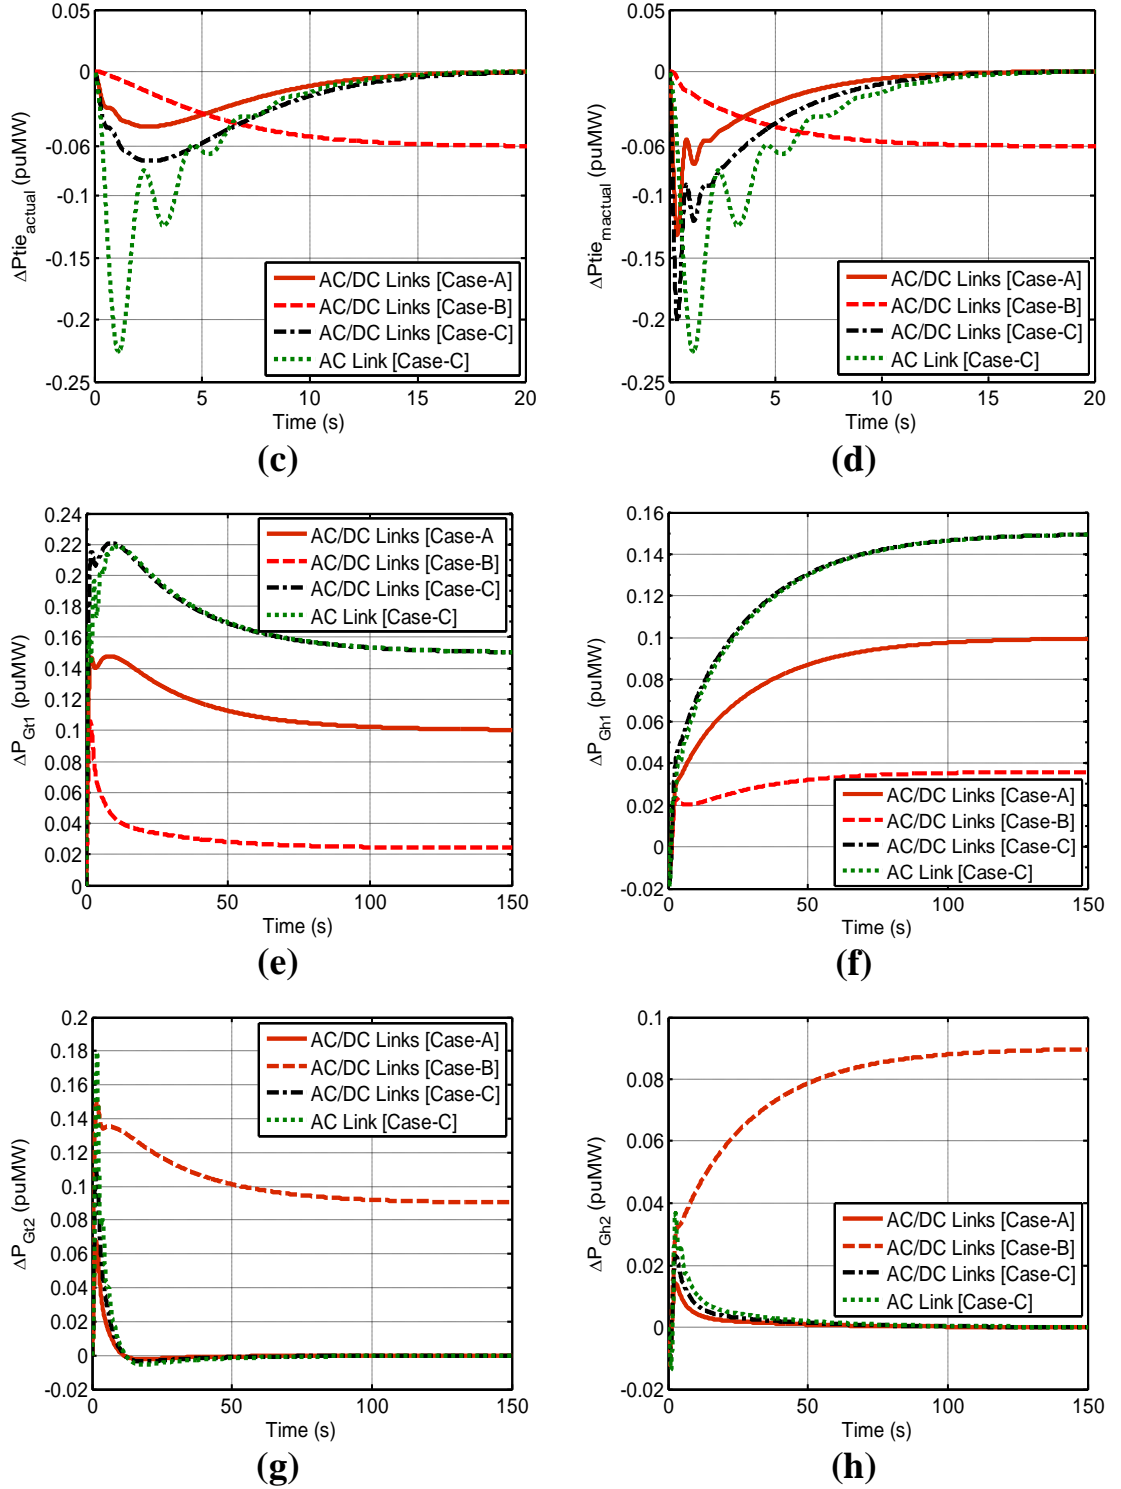 0.05
0
-0.06
-0.1
-0.15
-0.2
-0.25
ΔPtie_actual (puMW)
AC/DC Links [Case-A]
AC/DC Links [Case-B]
AC/DC Links [Case-C]
AC Link [Case-C]
0 5 10 15 20
Time (s)
(c)
0.05
0
-0.06
-0.1
-0.15
-0.2
-0.25
ΔPtie_mactual (puMW)
AC/DC Links [Case-A]
AC/DC Links [Case-B]
AC/DC Links [Case-C]
AC Link [Case-C]
0 5 10 15 20
Time (s)
(d)
0.24
0.22
0.2
0.18
0.16
0.14
0.12
0.1
0.08
0.06
0.04
0.02
0
ΔP_Gt1 (puMW)
AC/DC Links [Case-A
AC/DC Links [Case-B]
AC/DC Links [Case-C]
AC Link [Case-C]
0 50 100 150
Time (s)
(e)
0.16
0.14
0.12
0.1
0.08
0.06
0.04
0.02
0
-0.02
ΔP_Gh1 (puMW)
AC/DC Links [Case-A]
AC/DC Links [Case-B]
AC/DC Links [Case-C]
AC Link [Case-C]
0 50 100 150
Time (s)
(f)
0.2
0.18
0.16
0.14
0.12
0.1
0.08
0.06
0.04
0.02
0
-0.02
ΔP_Gt2 (puMW)
AC/DC Links [Case-A]
AC/DC Links [Case-B]
AC/DC Links [Case-C]
AC Link [Case-C]
0 50 100 150
Time (s)
(g)
0.1
0.08
0.06
0.04
0.02
0
-0.02
ΔP_Gh2 (puMW)
AC/DC Links [Case-A]
AC/DC Links [Case-B]
AC/DC Links [Case-C]
AC Link [Case-C]
0 50 100 150
Time (s)
(h)